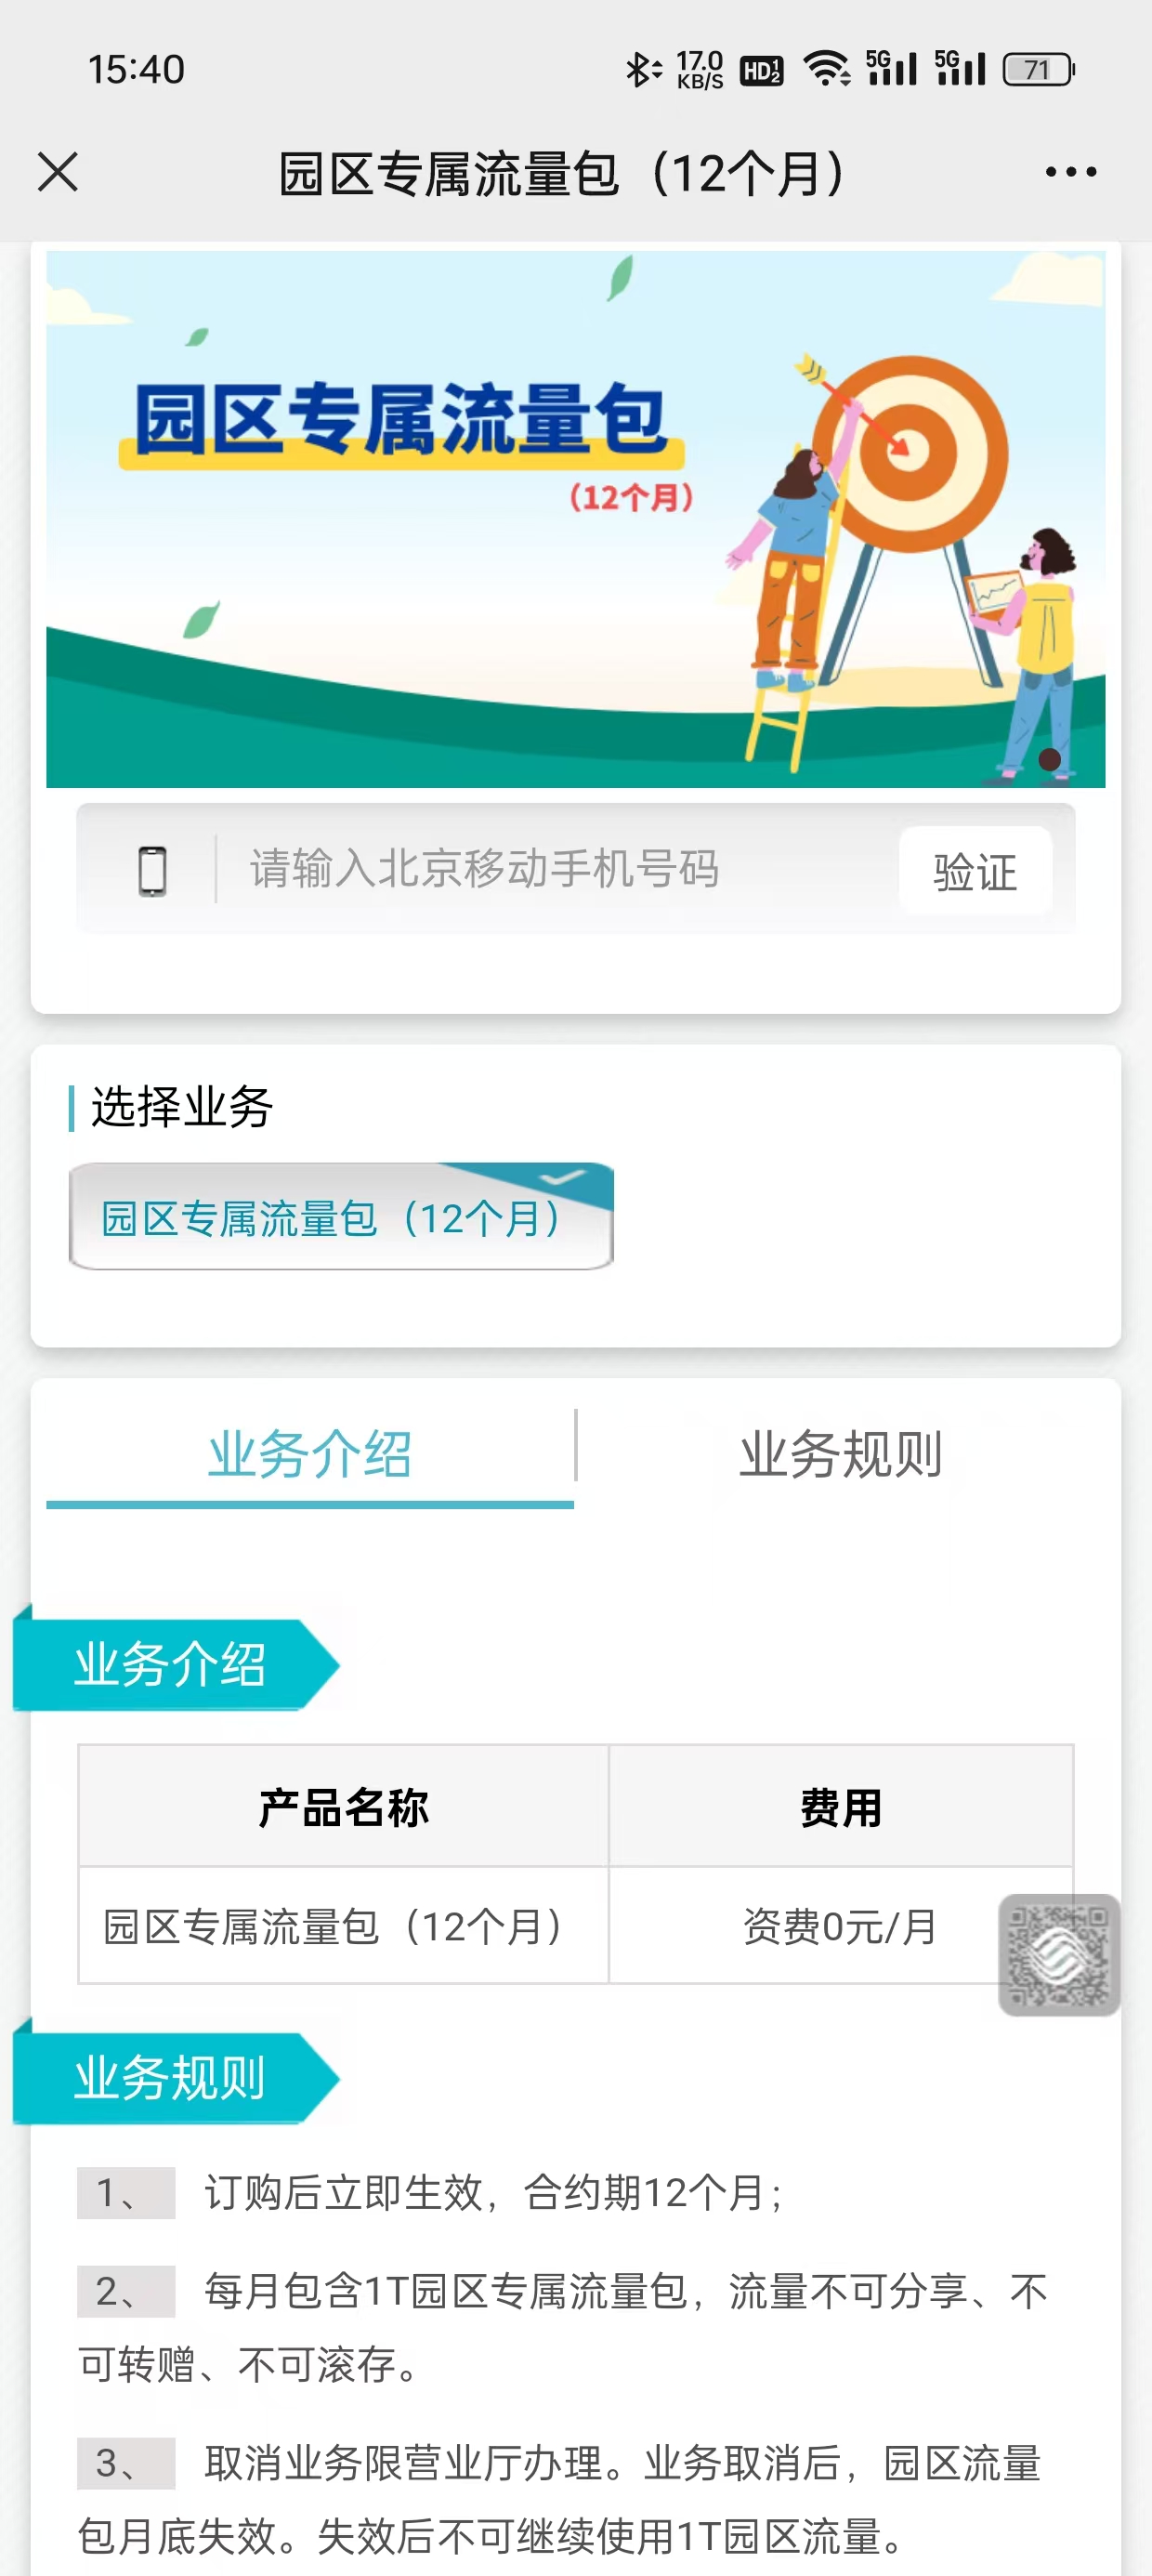 15:40
17.0 KB/S HD 1 2 5G 5G 71
园区专属流量包（12个月）
园区专属流量包
（12个月）
请输入北京移动手机号码 验证
选择业务
园区专属流量包（12个月）
业务介绍 业务规则
业务介绍
产品名称 费用
园区专属流量包（12个月） 资费0元/月
业务规则
1、 订购后立即生效，合约期12个月；
2、 每月包含1T园区专属流量包，流量不可分享、不
可转赠、不可滚存。
3、 取消业务限营业厅办理。业务取消后，园区流量
包月底失效。失效后不可继续使用1T园区流量。